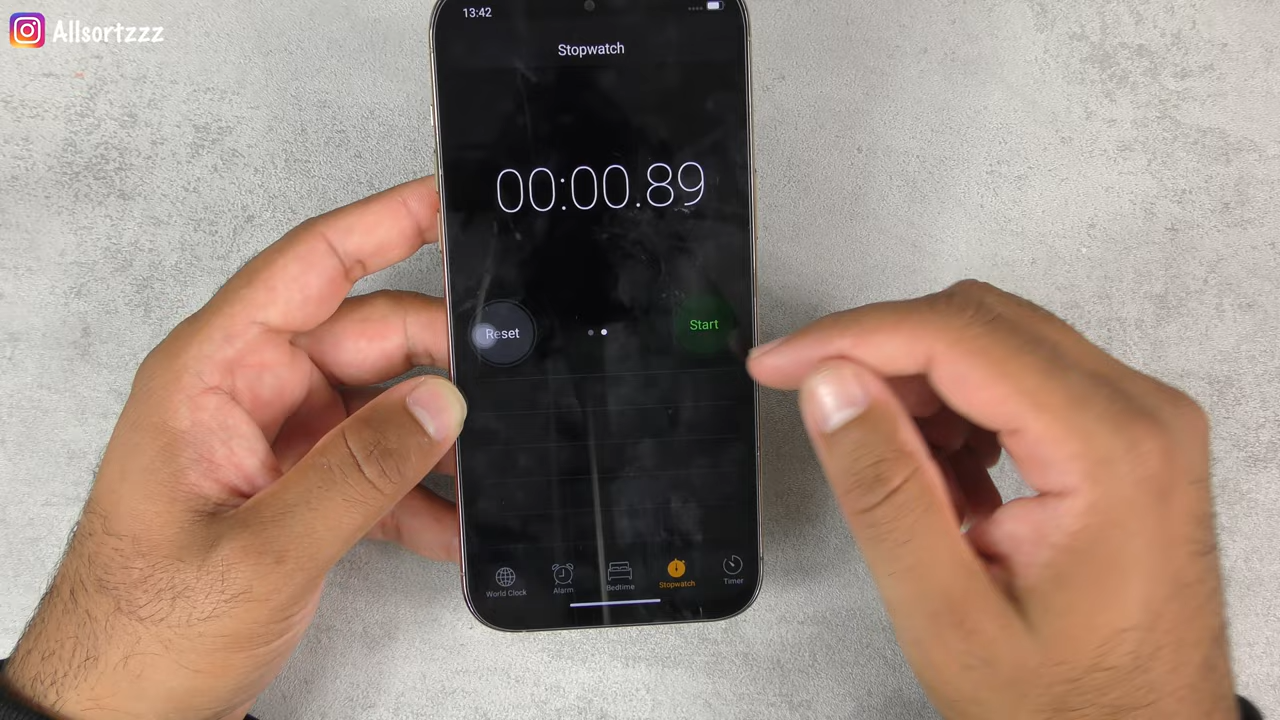 Allsortzzz
13:42
Stopwatch
00:00.89
Reset
Start
World Clock
Alarm
Bedtime
Stopwatch
Timer